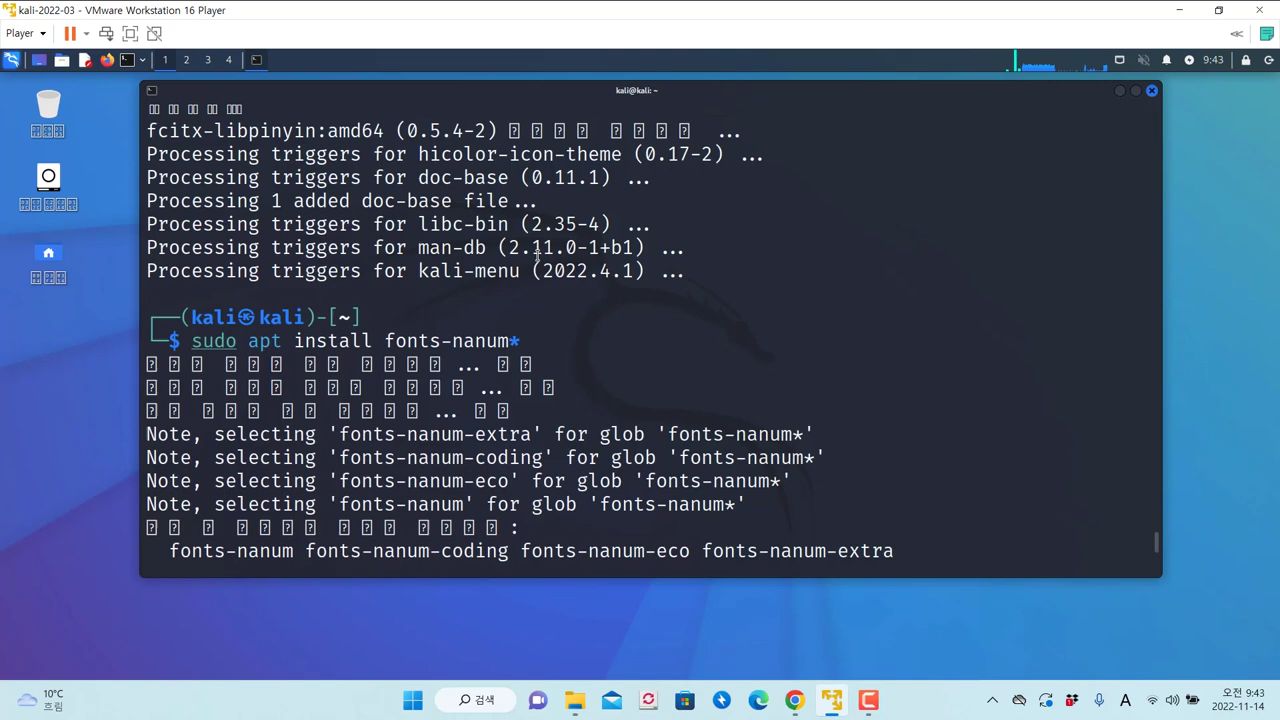 kali-2022-03 - VMware Workstation 16 Player
Player
1 2 3 4
9:43
kali@kali: ~
fcitx-libpinyin:amd64 (0.5.4-2) ...
Processing triggers for hicolor-icon-theme (0.17-2) ...
Processing triggers for doc-base (0.11.1) ...
Processing 1 added doc-base file...
Processing triggers for libc-bin (2.35-4) ...
Processing triggers for man-db (2.11.0-1+b1) ...
Processing triggers for kali-menu (2022.4.1) ...
┌──(kali㉿kali)-[~]
└─$ sudo apt install fonts-nanum*
...
...
...
Note, selecting 'fonts-nanum-extra' for glob 'fonts-nanum*'
Note, selecting 'fonts-nanum-coding' for glob 'fonts-nanum*'
Note, selecting 'fonts-nanum-eco' for glob 'fonts-nanum*'
Note, selecting 'fonts-nanum' for glob 'fonts-nanum*'
:
fonts-nanum fonts-nanum-coding fonts-nanum-eco fonts-nanum-extra
10°C
흐림
검색
A
오전 9:43
2022-11-14